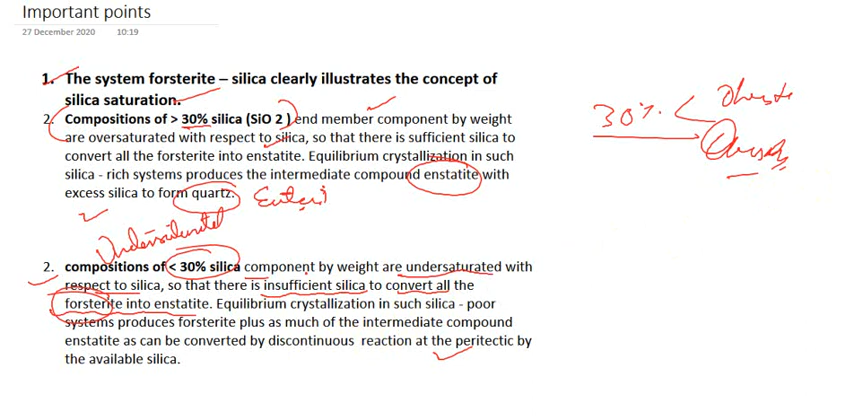 Important points
27 December 2020 10:19
1. The system forsterite – silica clearly illustrates the concept of
silica saturation.
2. Compositions of > 30% silica (SiO 2 ) end member component by weight
are oversaturated with respect to silica, so that there is sufficient silica to
convert all the forsterite into enstatite. Equilibrium crystallization in such
silica - rich systems produces the intermediate compound enstatite with
excess silica to form quartz.
30%
2. compositions of < 30% silica component by weight are undersaturated with
respect to silica, so that there is insufficient silica to convert all the
forsterite into enstatite. Equilibrium crystallization in such silica - poor
systems produces forsterite plus as much of the intermediate compound
enstatite as can be converted by discontinuous reaction at the peritectic by
the available silica.